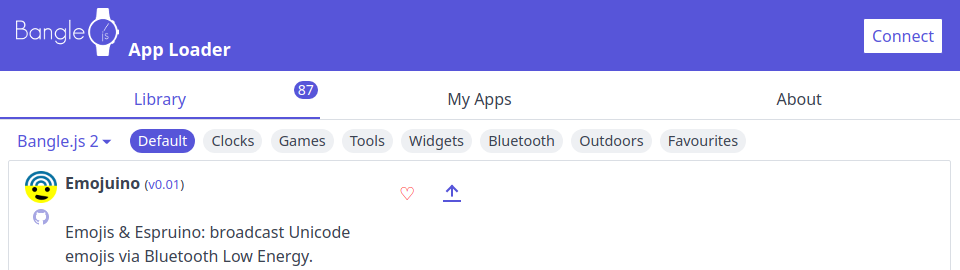 Bangle
js
App Loader
Connect
Library
87
My Apps
About
Bangle.js 2
Default
Clocks
Games
Tools
Widgets
Bluetooth
Outdoors
Favourites
Emojuino (v0.01)
♡
Emojis & Espruino: broadcast Unicode
emojis via Bluetooth Low Energy.